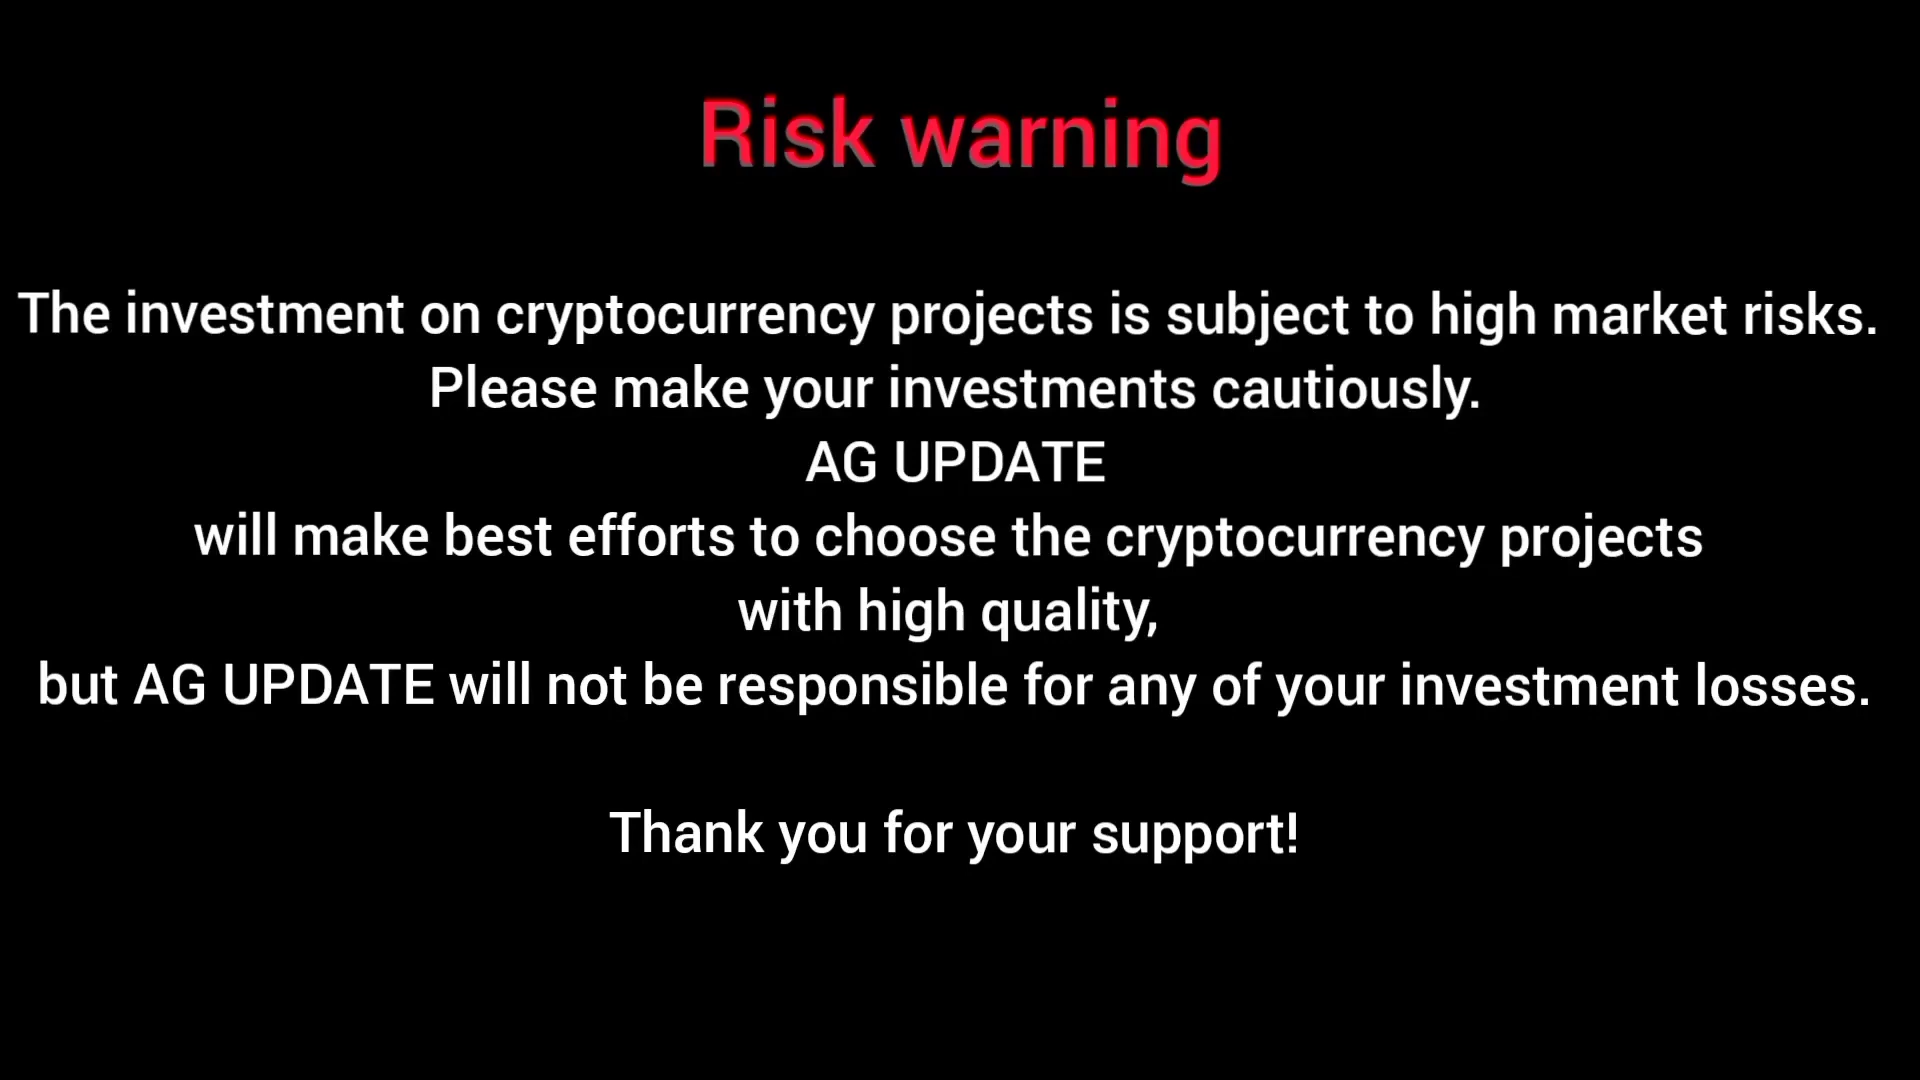 Risk warning
The investment on cryptocurrency projects is subject to high market risks.
Please make your investments cautiously.
AG UPDATE
will make best efforts to choose the cryptocurrency projects
with high quality,
but AG UPDATE will not be responsible for any of your investment losses.
Thank you for your support!